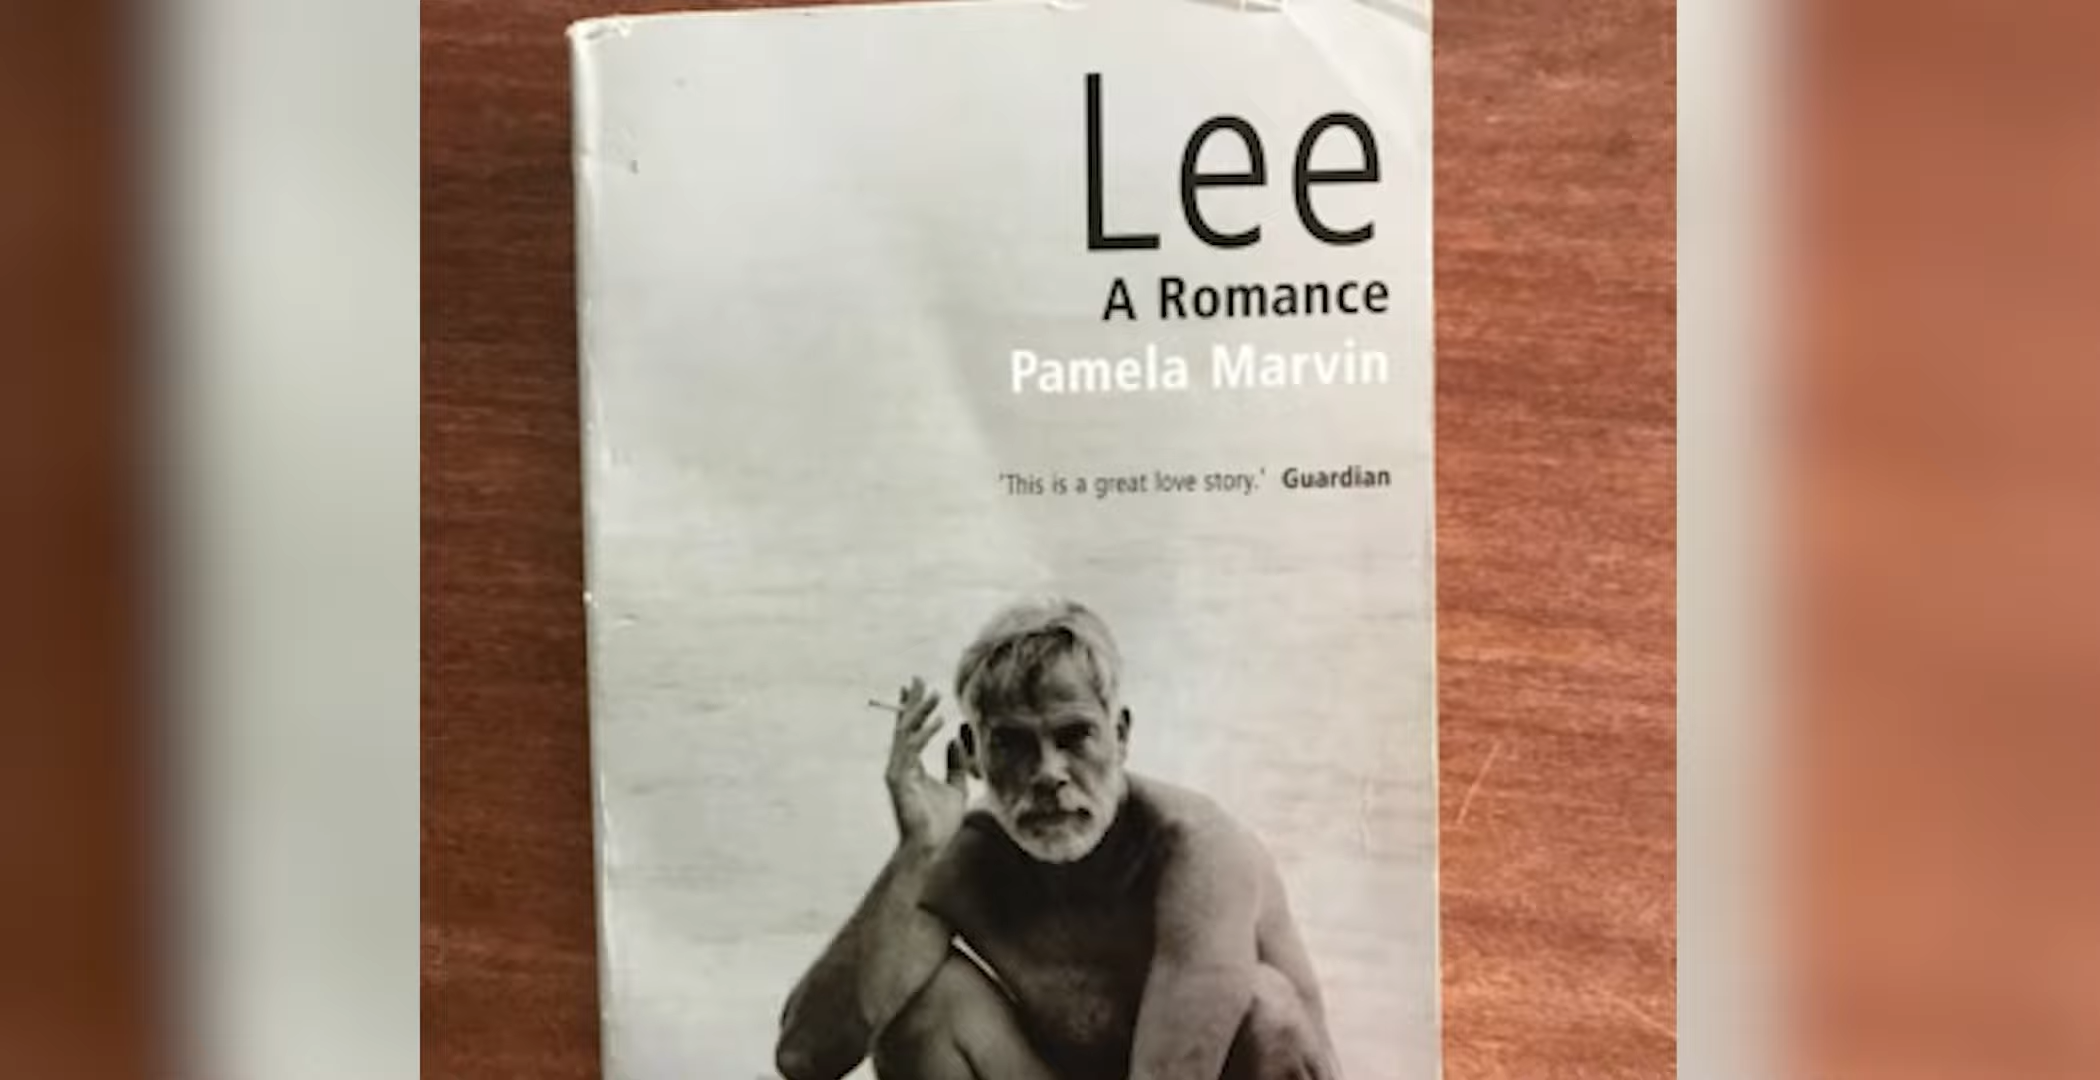 Lee
A Romance
Pamela Marvin
'This is a great love story.' Guardian